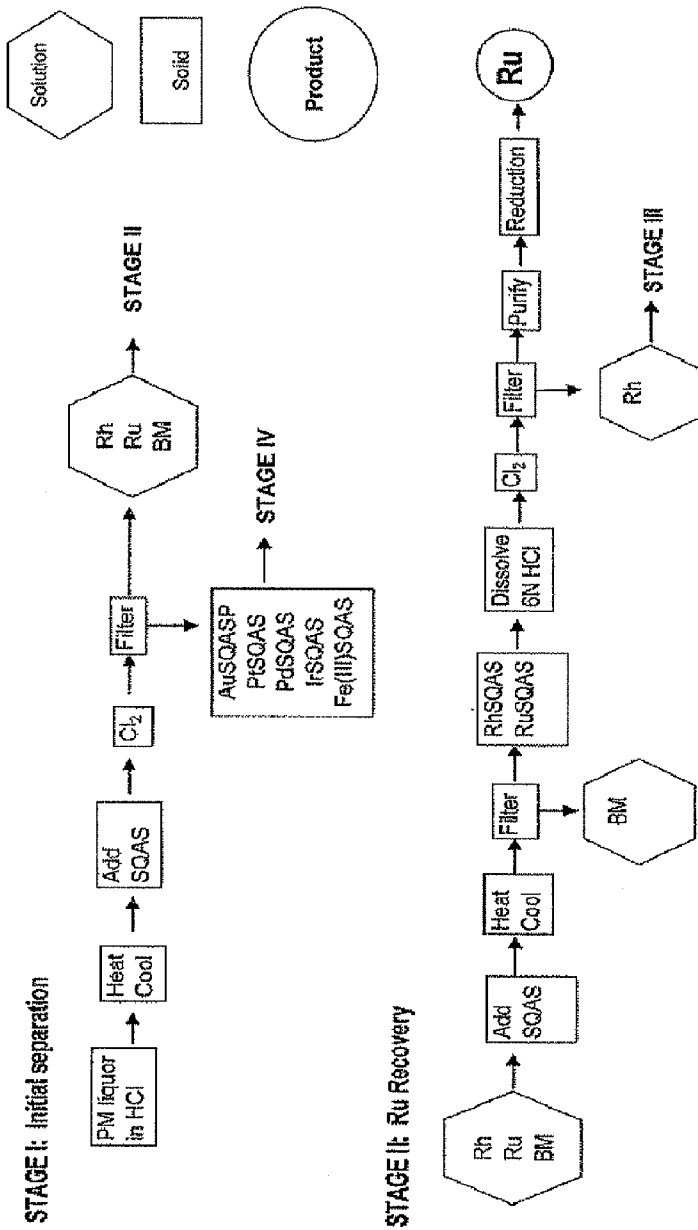 STAGE I: Initial separation
PM liquor
in HCl
Heat
Cool
Add
SQAS
Cl₂
Filter
Rh
Ru
BM
STAGE II
AuSQASP
PtSQAS
PdSQAS
IrSQAS
Fe(III)SQAS
STAGE IV
Solution
Solid
Product
STAGE II: Ru Recovery
Rh
Ru
BM
Add
SQAS
Heat
Cool
Filter
BM
RhSQAS
RuSQAS
Dissolve
6N HCl
Cl₂
Filter
Rh
STAGE III
Purify
Reduction
Ru